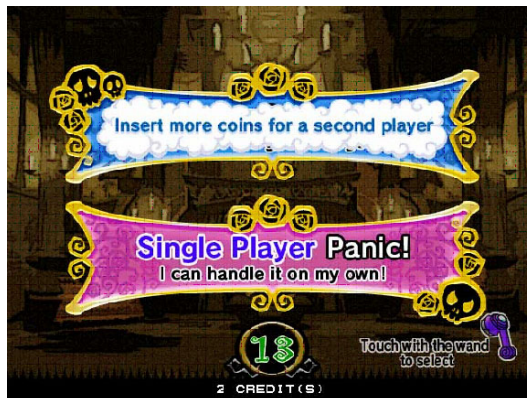 Insert more coins for a second player
Single Player Panic!
I can handle it on my own!
Touch with the wand
to select
13
2 CREDIT(S)